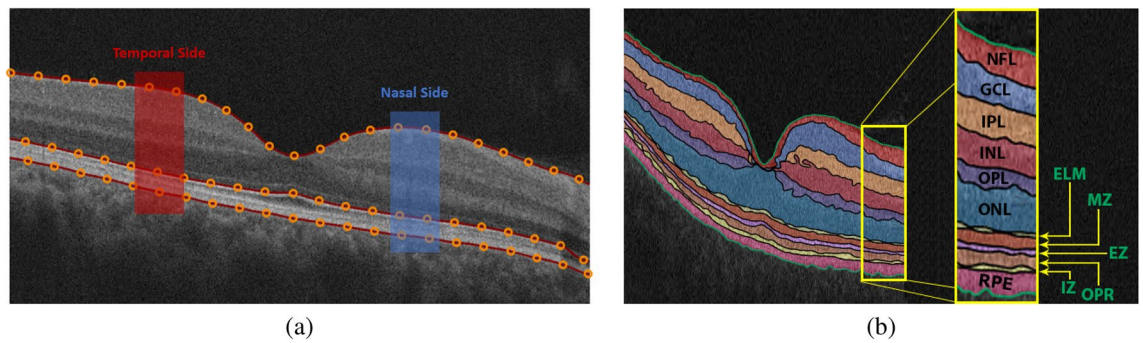 Temporal Side
Nasal Side
NFL
GCL
IPL
INL
OPL
ONL
RPE
ELM
MZ
EZ
IZ
OPR
(a)
(b)